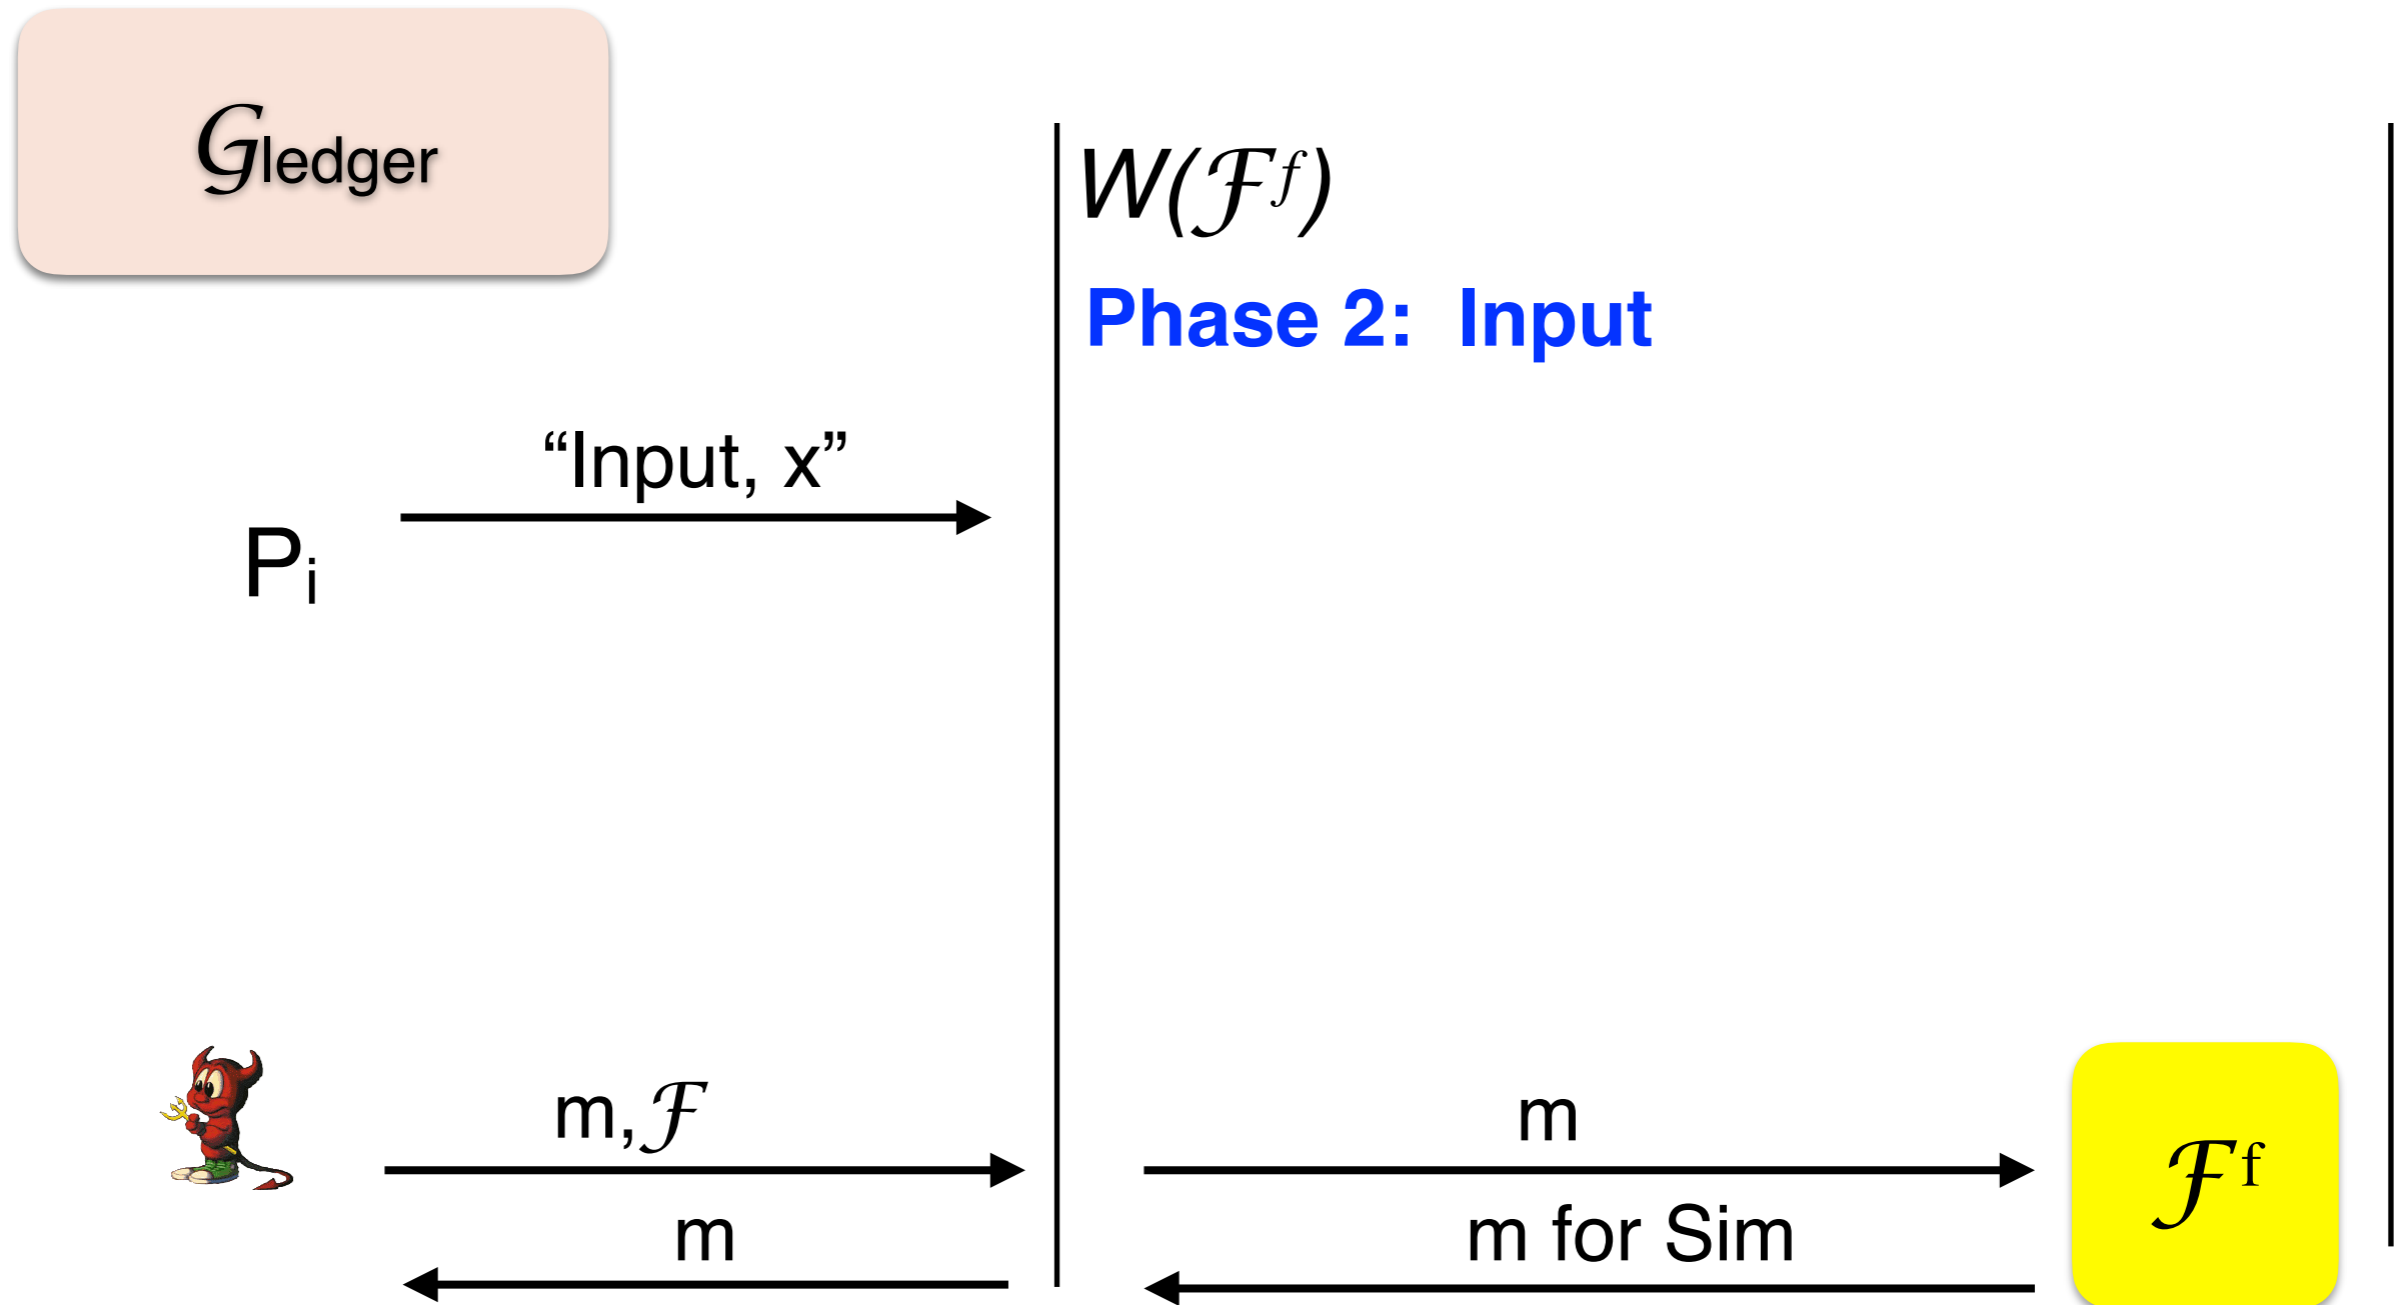 𝒢ledger
W(ℱᶠ)
Phase 2: Input
“Input, x”
Pᵢ
m,ℱ
m
m
m for Sim
ℱᶠ